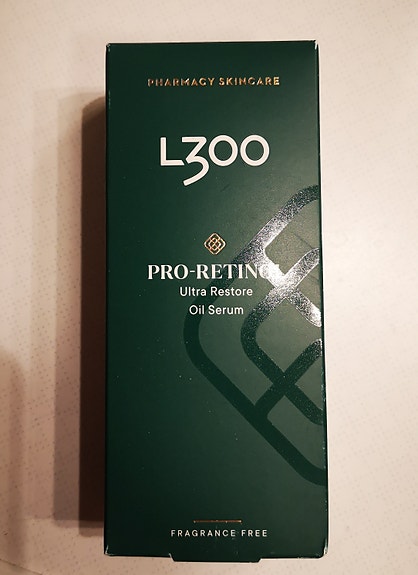 PHARMACY SKINCARE
L300
PRO-RETINOL
Ultra Restore
Oil Serum
FRAGRANCE FREE